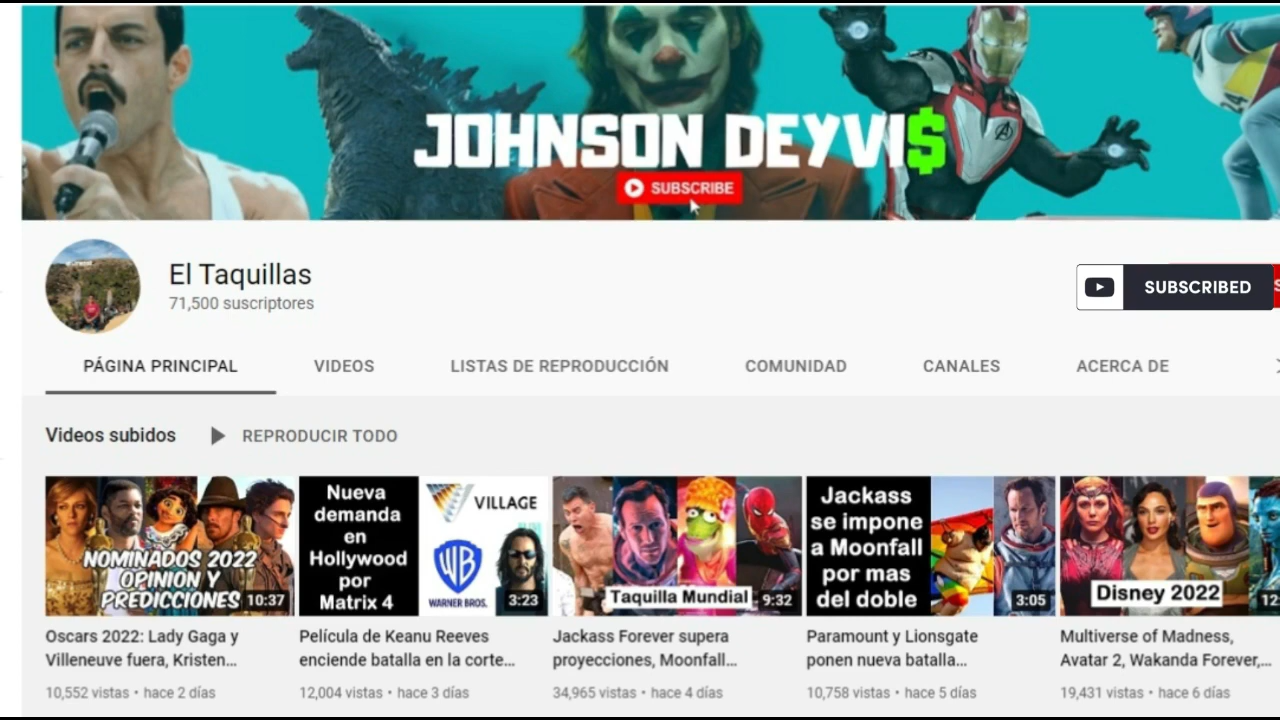 JOHNSON DEYVI$
SUBSCRIBE
El Taquillas
71,500 suscriptores
SUBSCRIBED
PÁGINA PRINCIPAL
VIDEOS
LISTAS DE REPRODUCCIÓN
COMUNIDAD
CANALES
ACERCA DE
Videos subidos
REPRODUCIR TODO
NOMINADOS 2022
OPINION Y
PREDICCIONES
10:37
Nueva
demanda
en
Hollywood
por
Matrix 4
VILLAGE
WB
WARNER BROS.
3:23
Taquilla Mundial
9:32
Jackass
se impone
a Moonfall
por mas
del doble
3:05
Disney 2022
12:
Oscars 2022: Lady Gaga y
Villeneuve fuera, Kristen...
10,552 vistas • hace 2 días
Película de Keanu Reeves
enciende batalla en la corte...
12,004 vistas • hace 3 días
Jackass Forever supera
proyecciones, Moonfall...
34,965 vistas • hace 4 días
Paramount y Lionsgate
ponen nueva batalla...
10,758 vistas • hace 5 días
Multiverse of Madness,
Avatar 2, Wakanda Forever,...
19,431 vistas • hace 6 días